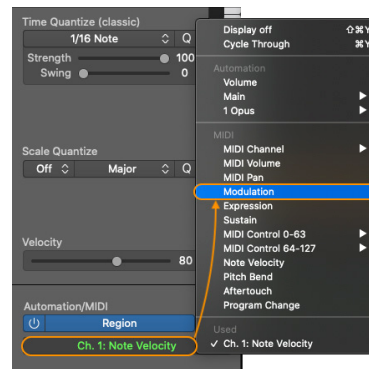 Time Quantize (classic)
1/16 Note Q
Strength 100
Swing 0
Scale Quantize
Off Major Q
Velocity
80
Automation/MIDI
Region
Ch. 1: Note Velocity
Display off ⇧⌘Y
Cycle Through ⌘Y
Automation
Volume
Main
1 Opus
MIDI
MIDI Channel
MIDI Volume
MIDI Pan
Modulation
Expression
Sustain
MIDI Control 0-63
MIDI Control 64-127
Note Velocity
Pitch Bend
Aftertouch
Program Change
Used
✓ Ch. 1: Note Velocity